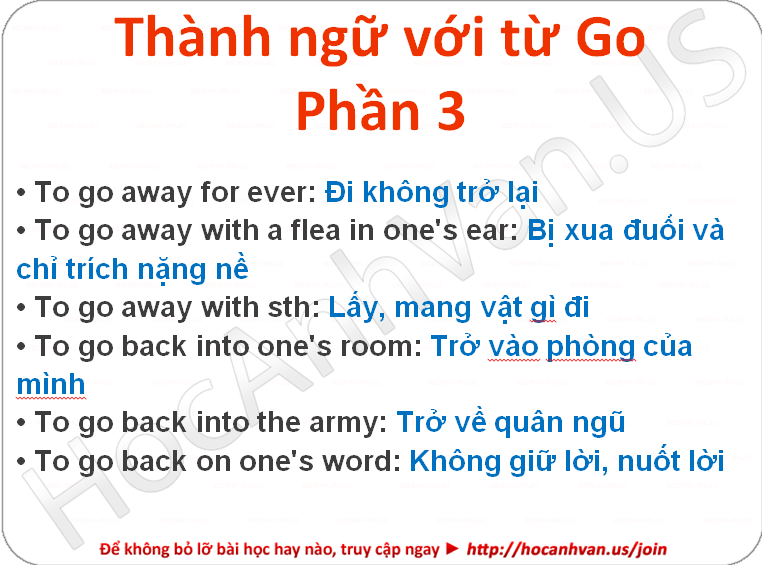 Thành ngữ với từ Go
Phần 3
• To go away for ever: Đi không trở lại
• To go away with a flea in one's ear: Bị xua đuối và
chỉ trích nặng nề
• To go away with sth: Lấy, mang vật gì đi
• To go back into one's room: Trở vào phòng của
mình
• To go back into the army: Trở về quân ngũ
• To go back on one's word: Không giữ lời, nuốt lời
HocAnhVan.US
Để không bỏ lỡ bài học hay nào, truy cập ngay ► http://hocanhvan.us/join